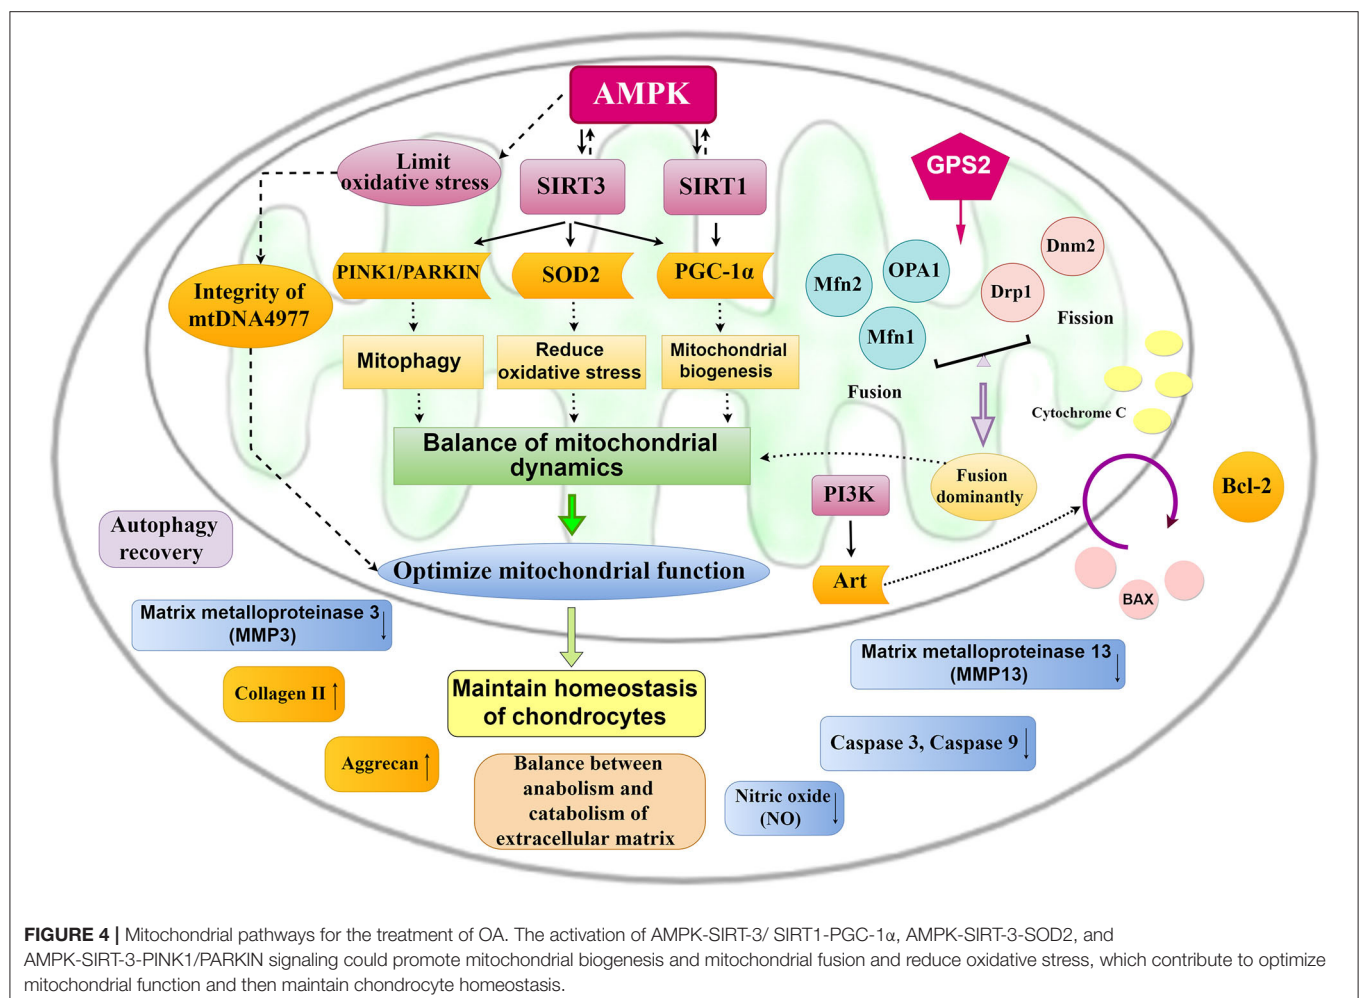 AMPK
Limit
oxidative stress
SIRT3
SIRT1
GPS2
PINK1/PARKIN
SOD2
PGC-1α
Integrity of
mtDNA4977
Mfn2
OPA1
Mfn1
Dnm2
Drp1
Fission
Fusion
Mitophagy
Reduce
oxidative stress
Mitochondrial
biogenesis
Cytochrome C
Balance of mitochondrial
dynamics
Fusion
dominantly
PI3K
Bcl-2
Autophagy
recovery
Optimize mitochondrial function
Art
BAX
Matrix metalloproteinase 3
(MMP3)
Collagen II
Aggrecan
Maintain homeostasis
of chondrocytes
Balance between
anabolism and
catabolism of
extracellular matrix
Matrix metalloproteinase 13
(MMP13)
Caspase 3, Caspase 9
Nitric oxide
(NO)
FIGURE 4 | Mitochondrial pathways for the treatment of OA. The activation of AMPK-SIRT-3/ SIRT1-PGC-1α, AMPK-SIRT-3-SOD2, and
AMPK-SIRT-3-PINK1/PARKIN signaling could promote mitochondrial biogenesis and mitochondrial fusion and reduce oxidative stress, which contribute to optimize
mitochondrial function and then maintain chondrocyte homeostasis.